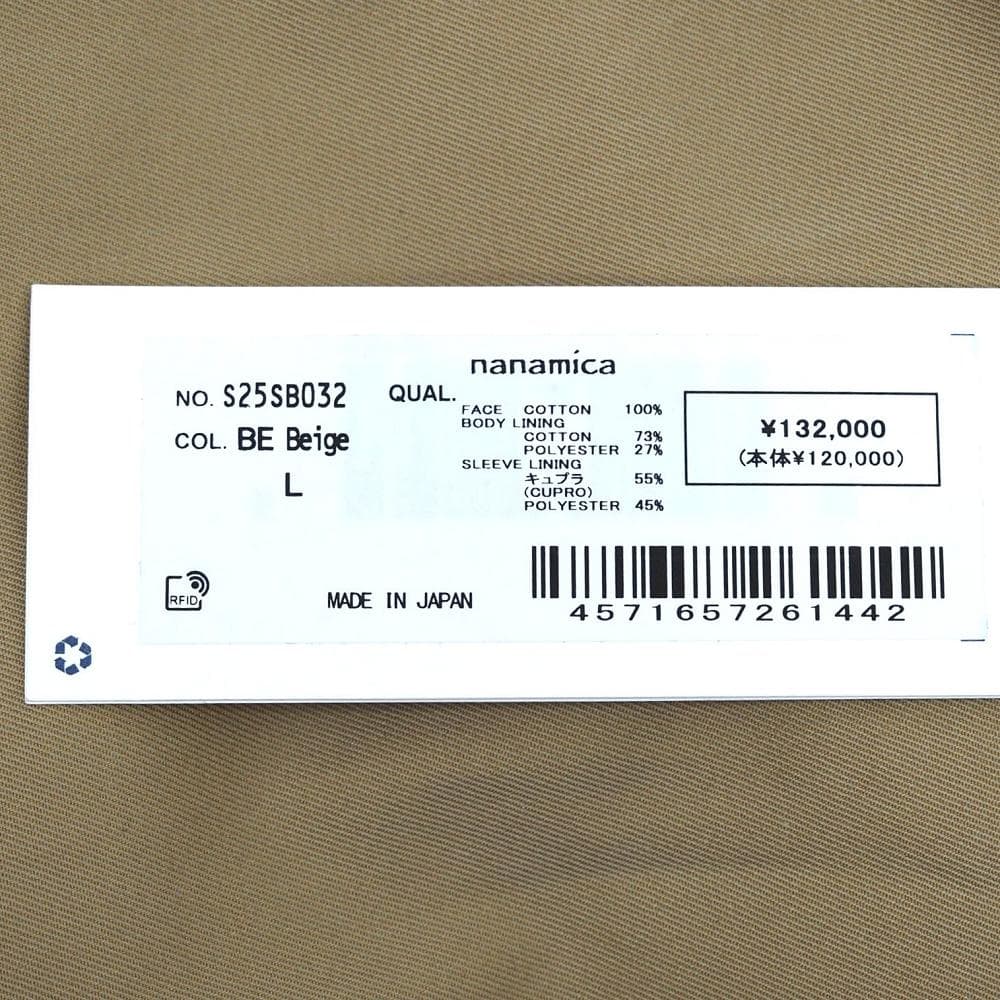 nanamica
NO. S25SB032
COL. BE Beige
L
QUAL.
FACE COTTON 100%
BODY LINING
COTTON 73%
POLYESTER 27%
SLEEVE LINING
キュプラ 55%
(CUPRO)
POLYESTER 45%
¥132,000
(本体¥120,000)
RFID
MADE IN JAPAN
4571657261442